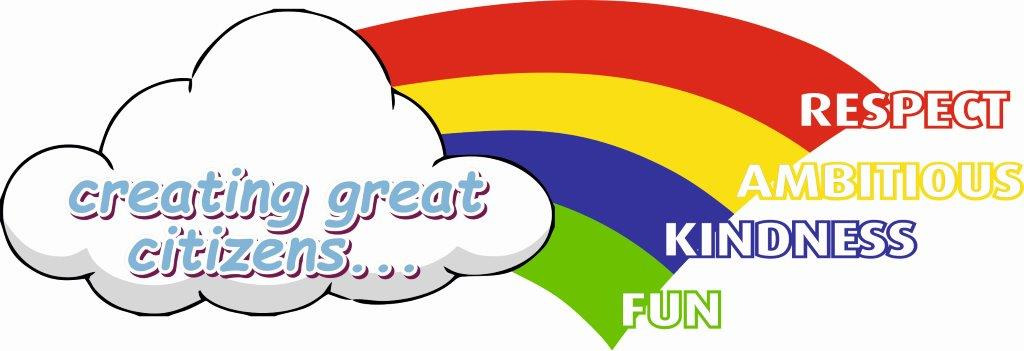 creating great
citizens...
RESPECT
AMBITIOUS
KINDNESS
FUN